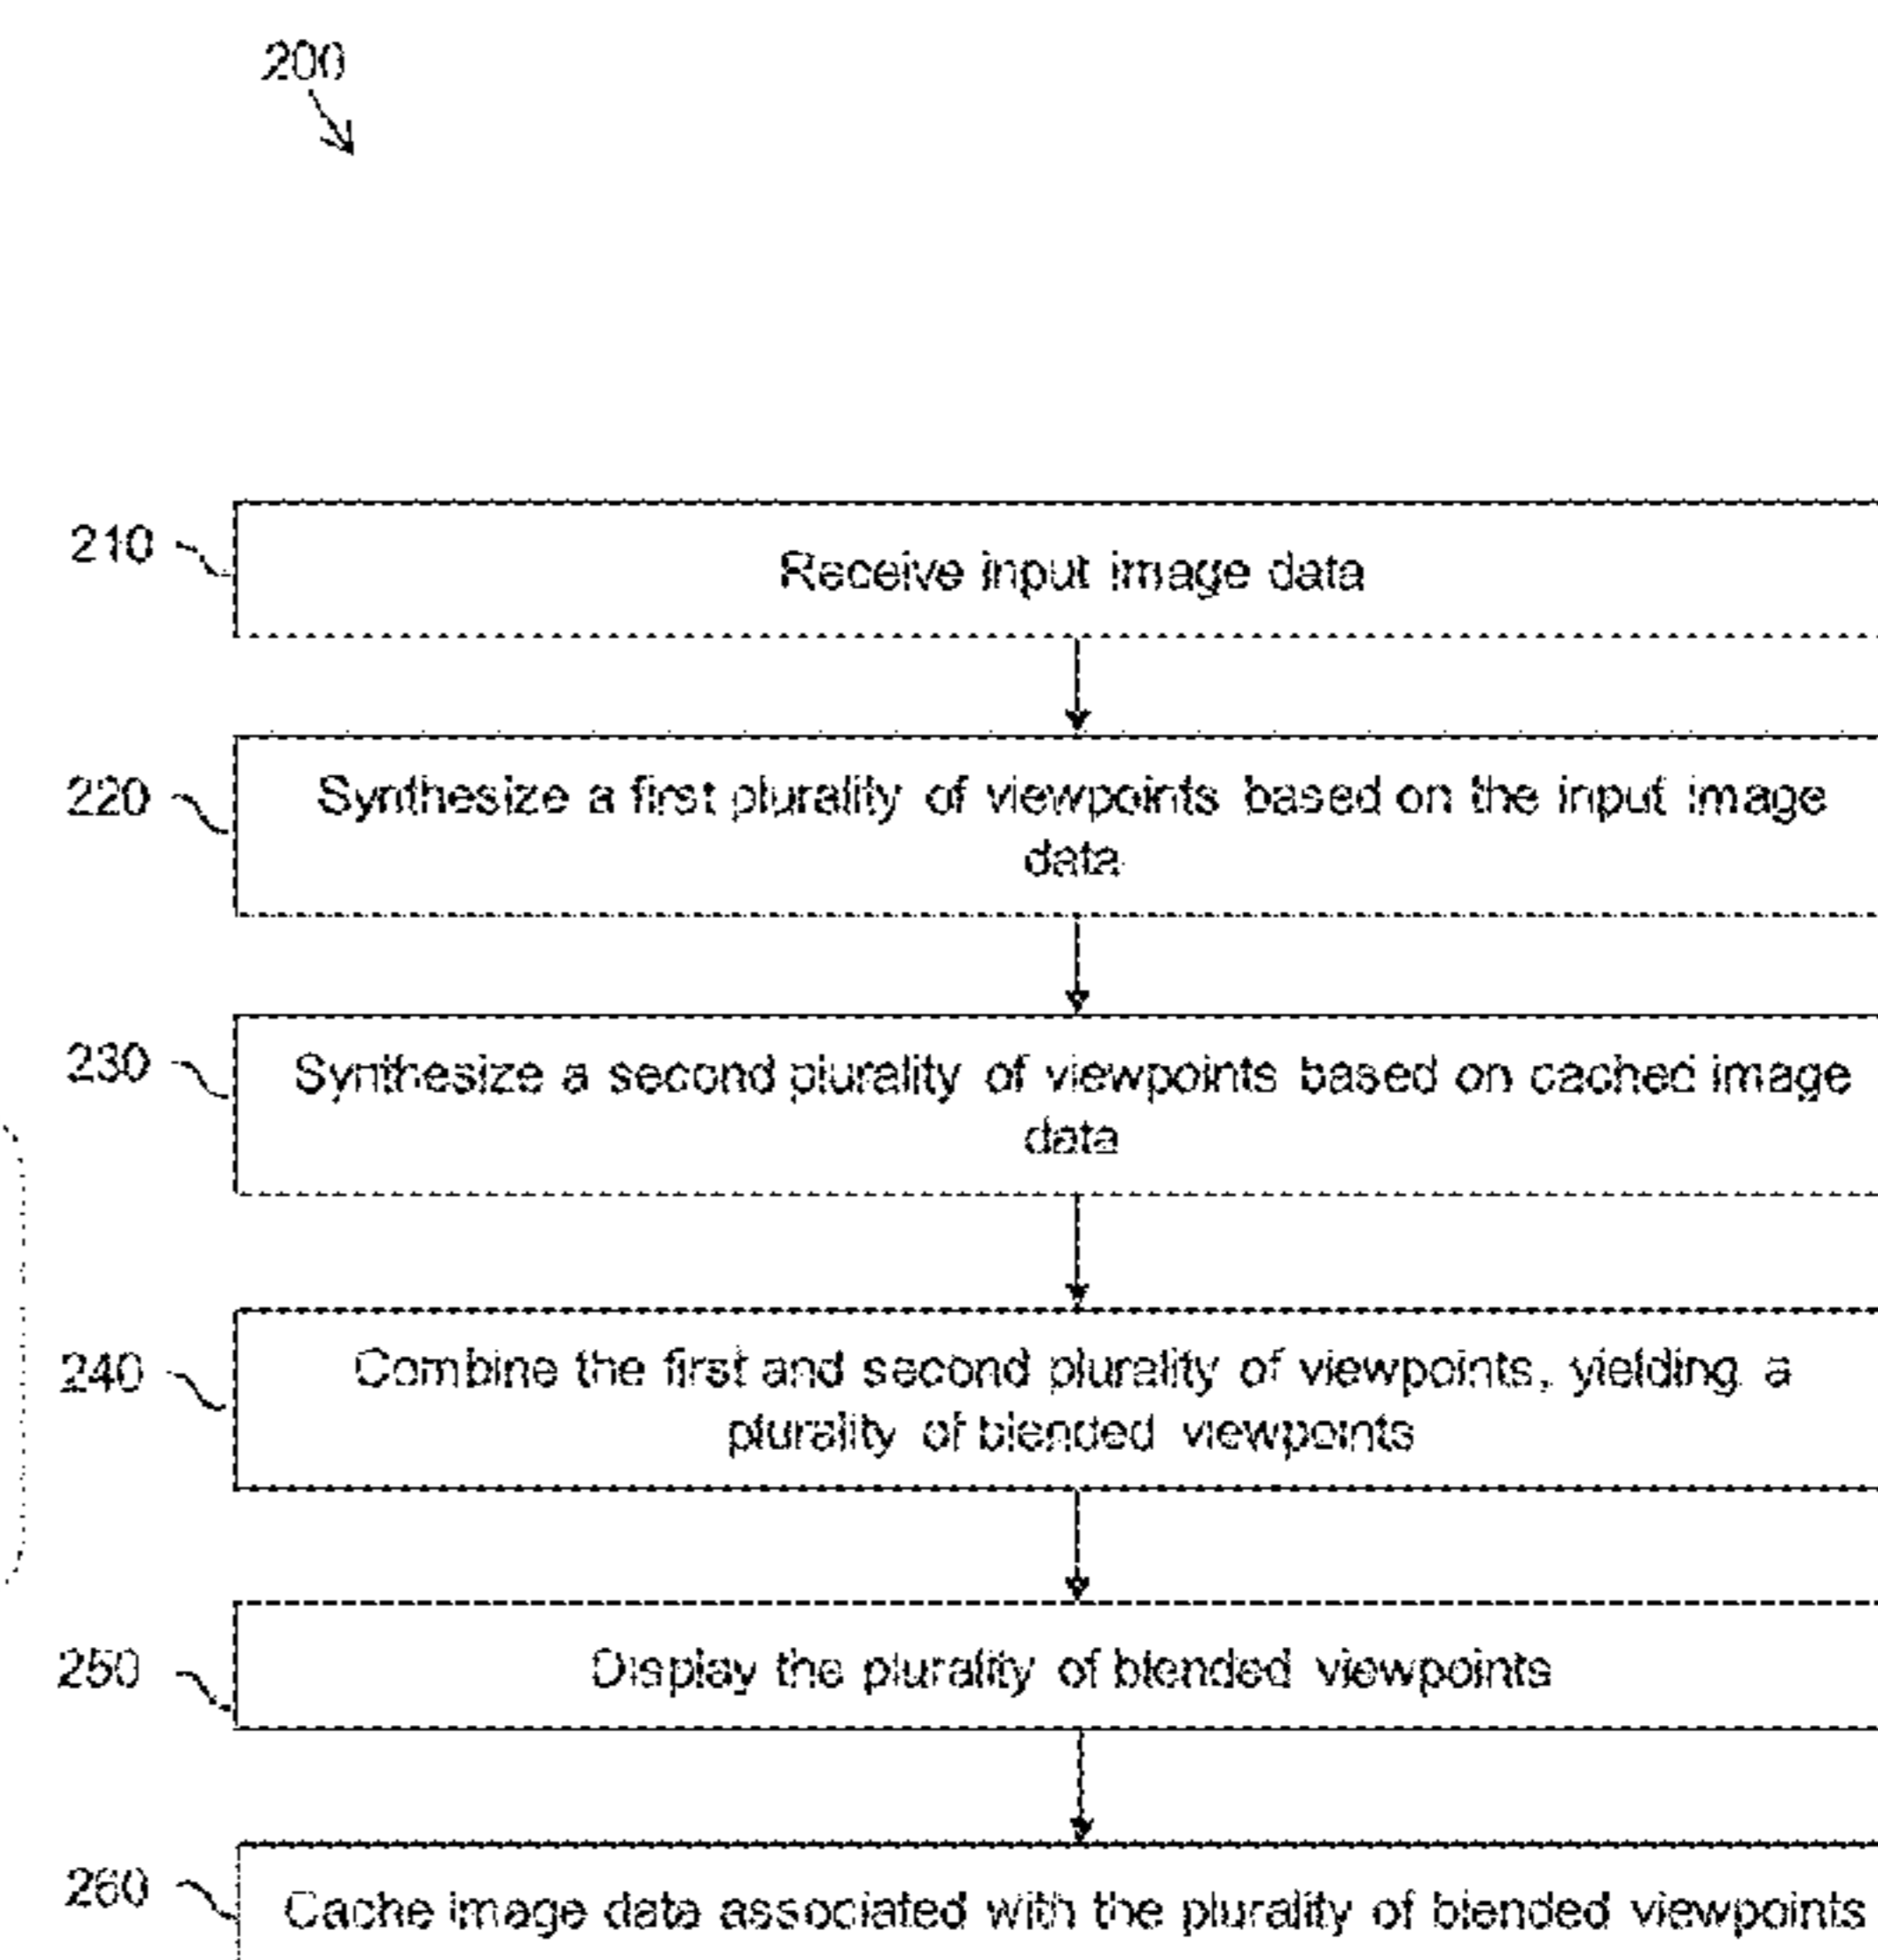 200
210
Receive input image data
220
Synthesize a first plurality of viewpoints based on the input image
data
230
Synthesize a second plurality of viewpoints based on cached image
data
240
Combine the first and second plurality of viewpoints, yielding a
plurality of blended viewpoints
250
Display the plurality of blended viewpoints
260
Cache image data associated with the plurality of blended viewpoints